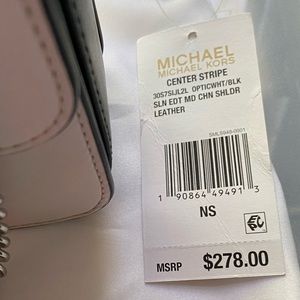 MICHAEL
MICHAEL KORS
CENTER STRIPE
30S7SIJL2L OPTICWHT/BLK
SLN EDT MD CHN SHLDR
LEATHER
1 90864 49491 3
NS
MSRP $278.00